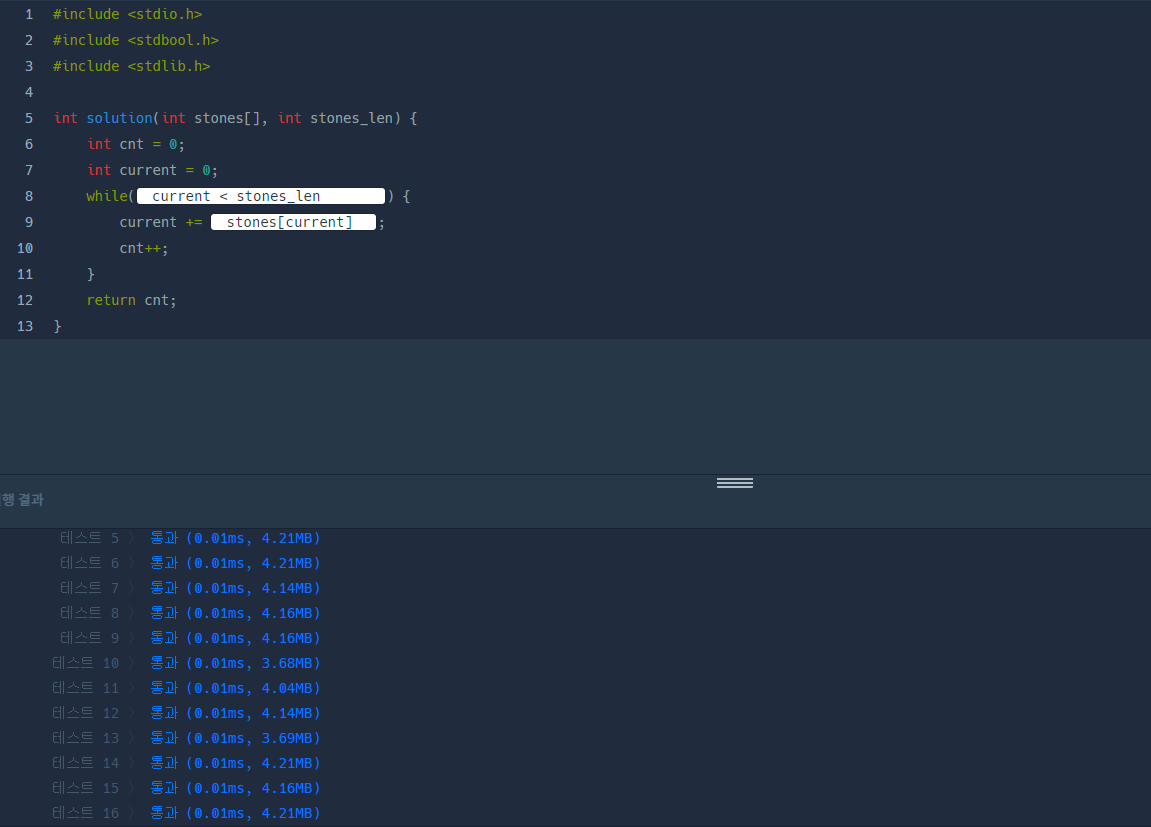 1 #include <stdio.h>
2 #include <stdbool.h>
3 #include <stdlib.h>
4
5 int solution(int stones[], int stones_len) {
6     int cnt = 0;
7     int current = 0;
8     while( current < stones_len ) {
9         current += stones[current] ;
10         cnt++;
11     }
12     return cnt;
13 }
행 결과
테스트 5 〉 통과 (0.01ms, 4.21MB)
테스트 6 〉 통과 (0.01ms, 4.21MB)
테스트 7 〉 통과 (0.01ms, 4.14MB)
테스트 8 〉 통과 (0.01ms, 4.16MB)
테스트 9 〉 통과 (0.01ms, 4.16MB)
테스트 10 〉 통과 (0.01ms, 3.68MB)
테스트 11 〉 통과 (0.01ms, 4.04MB)
테스트 12 〉 통과 (0.01ms, 4.14MB)
테스트 13 〉 통과 (0.01ms, 3.69MB)
테스트 14 〉 통과 (0.01ms, 4.21MB)
테스트 15 〉 통과 (0.01ms, 4.16MB)
테스트 16 〉 통과 (0.01ms, 4.21MB)